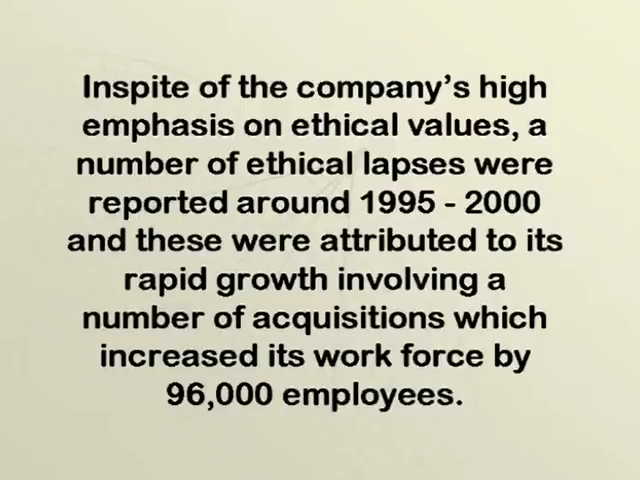 Inspite of the company’s high
emphasis on ethical values, a
number of ethical lapses were
reported around 1995 - 2000
and these were attributed to its
rapid growth involving a
number of acquisitions which
increased its work force by
96,000 employees.